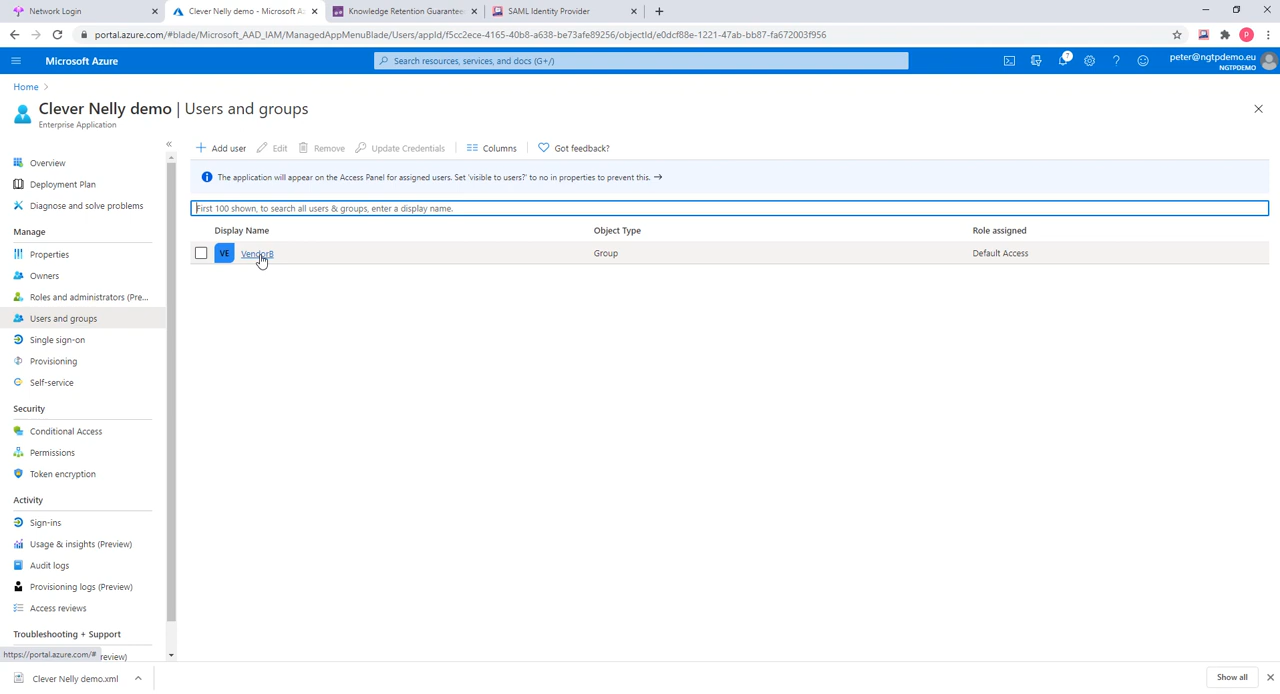 Network Login
Clever Nelly demo - Microsoft Az
Knowledge Retention Guarantee
SAML Identity Provider
portal.azure.com/#blade/Microsoft_AAD_IAM/ManagedAppMenuBlade/Users/appId/f5cc2ece-4165-40b8-a638-be73afe89256/objectId/e0dcf88e-1221-47ab-bb87-fa672003f956
P
Microsoft Azure
Search resources, services, and docs (G+/)
7
peter@ngtpdemo.eu
NGTPDEMO
Home
Clever Nelly demo | Users and groups
Enterprise Application
Overview
Deployment Plan
Diagnose and solve problems
Manage
Properties
Owners
Roles and administrators (Pre...
Users and groups
Single sign-on
Provisioning
Self-service
Security
Conditional Access
Permissions
Token encryption
Activity
Sign-ins
Usage & insights (Preview)
Audit logs
Provisioning logs (Preview)
Access reviews
Troubleshooting + Support
review)
Add user
Edit
Remove
Update Credentials
Columns
Got feedback?
The application will appear on the Access Panel for assigned users. Set 'visible to users?' to no in properties to prevent this. →
First 100 shown, to search all users & groups, enter a display name.
Display Name Object Type Role assigned
VE VendorB Group Default Access
https://portal.azure.com/#
Clever Nelly demo.xml
Show all